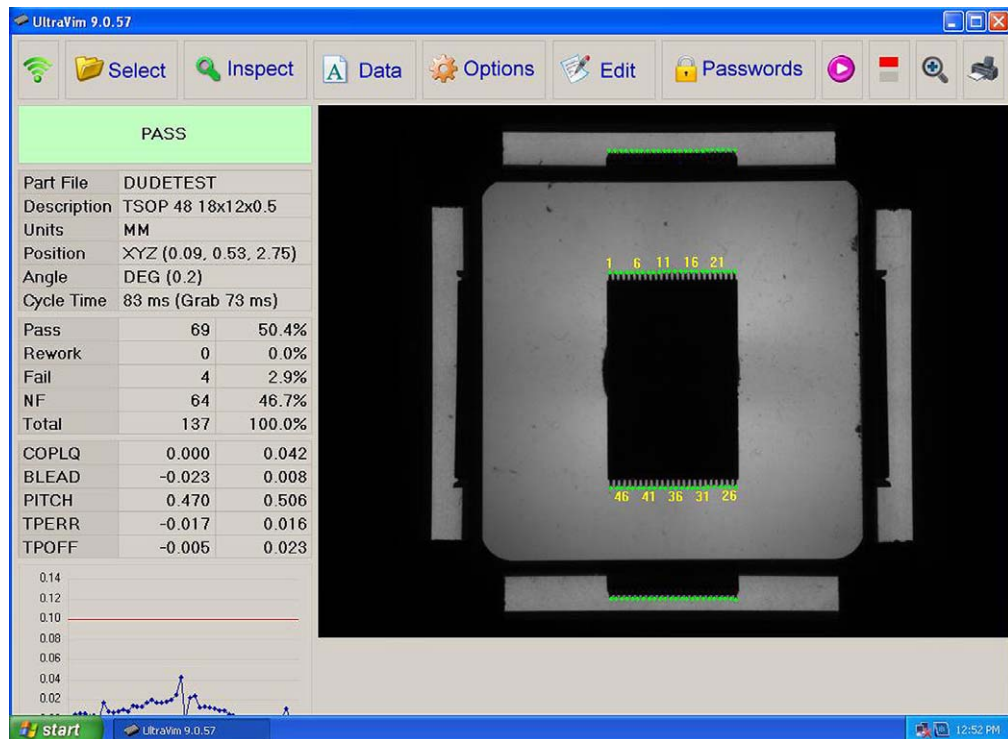 UltraVim 9.0.57
Select Inspect A Data Options Edit Passwords
PASS
Part File DUDETEST
Description TSOP 48 18x12x0.5
Units MM
Position XYZ (0.09, 0.53, 2.75)
Angle DEG (0.2)
Cycle Time 83 ms (Grab 73 ms)
Pass 69 50.4%
Rework 0 0.0%
Fail 4 2.9%
NF 64 46.7%
Total 137 100.0%
COPLQ 0.000 0.042
BLEAD -0.023 0.008
PITCH 0.470 0.506
TPERR -0.017 0.016
TPOFF -0.005 0.023
0.14
0.12
0.10
0.08
0.06
0.04
0.02
1 6 11 16 21
46 41 36 31 26
start UltraVim 9.0.57 12:52 PM